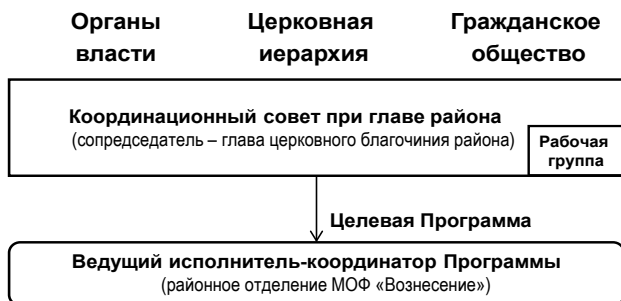 Органы Церковная Гражданское
власти иерархия общество
Координационный совет при главе района
(сопредседатель – глава церковного благочиния района)
Рабочая
группа
Целевая Программа
Ведущий исполнитель-координатор Программы
(районное отделение МОФ «Вознесение»)